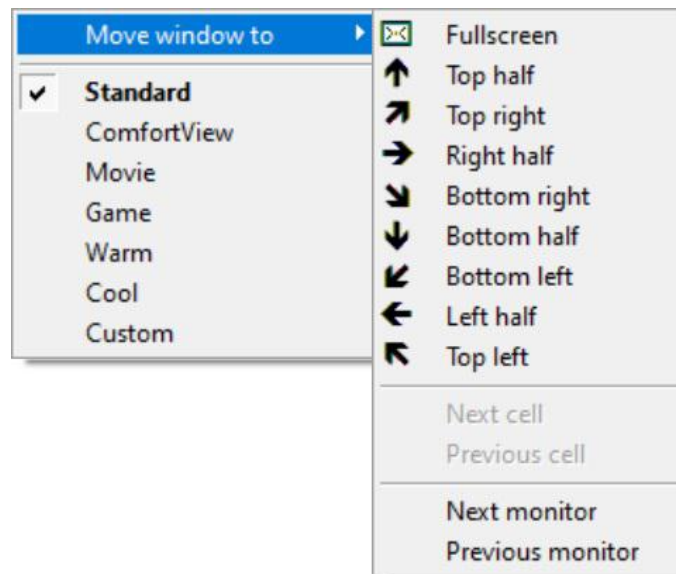 Move window to
Standard
ComfortView
Movie
Game
Warm
Cool
Custom
Fullscreen
Top half
Top right
Right half
Bottom right
Bottom half
Bottom left
Left half
Top left
Next cell
Previous cell
Next monitor
Previous monitor